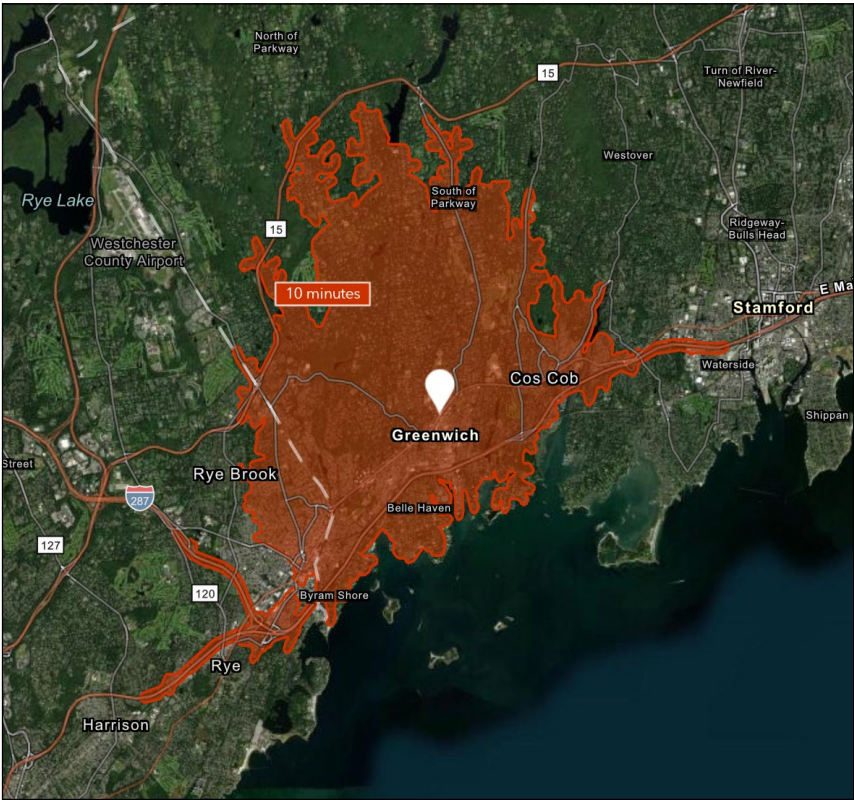 North of
Parkway
15
Turn of River-
Newfield
Westover
Rye Lake
South of
Parkway
15
Ridgeway-
Bulls Head
Westchester
County Airport
10 minutes
E Ma
Stamford
Waterside
Cos Cob
Shippan
Greenwich
Street
Rye Brook
287
Belle Haven
127
120
Byram Shore
Rye
Harrison